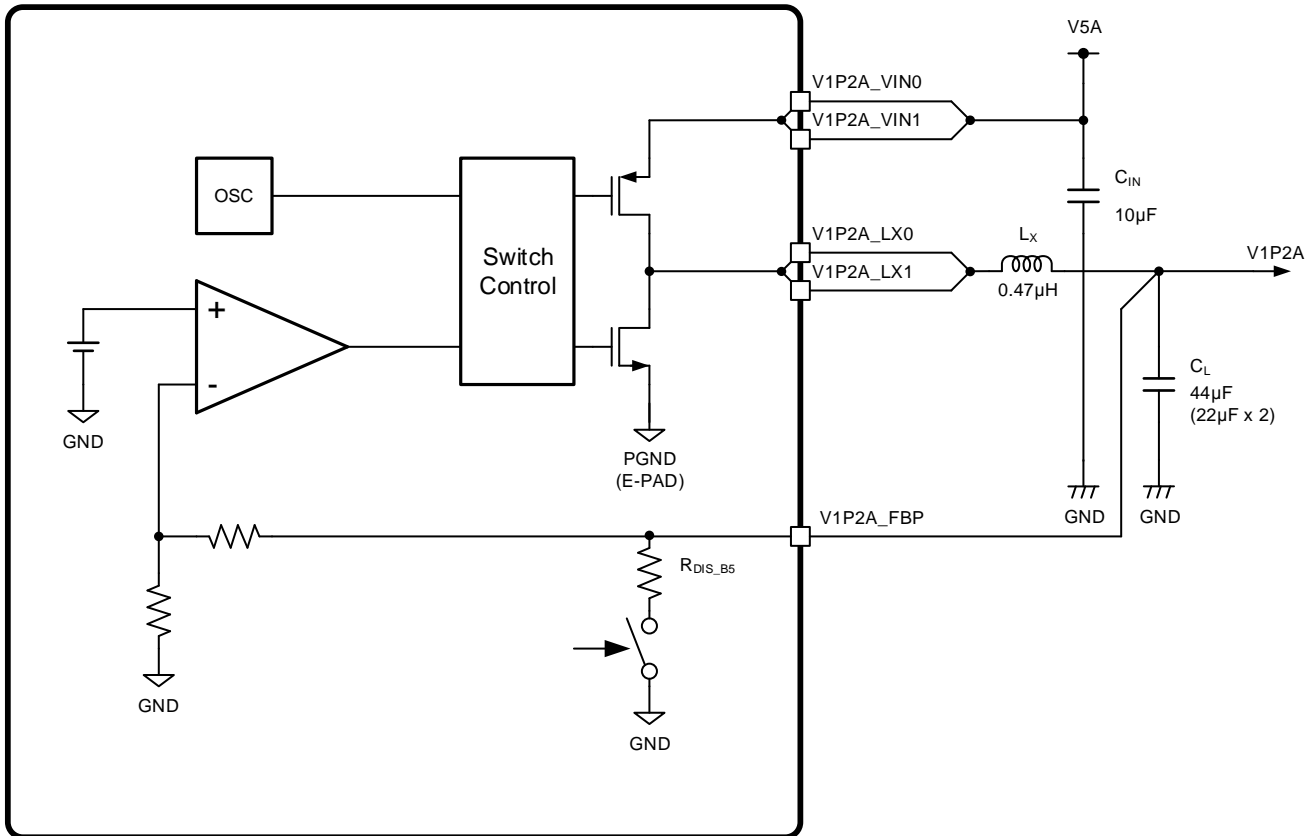 V5A
V1P2A_VIN0
V1P2A_VIN1
CIN
10µF
OSC
Switch
Control
V1P2A_LX0
V1P2A_LX1
LX
0.47µH
V1P2A
+
-
GND
CL
44µF
(22µF x 2)
PGND
(E-PAD)
GND
GND
V1P2A_FBP
RDIS_B5
GND
GND